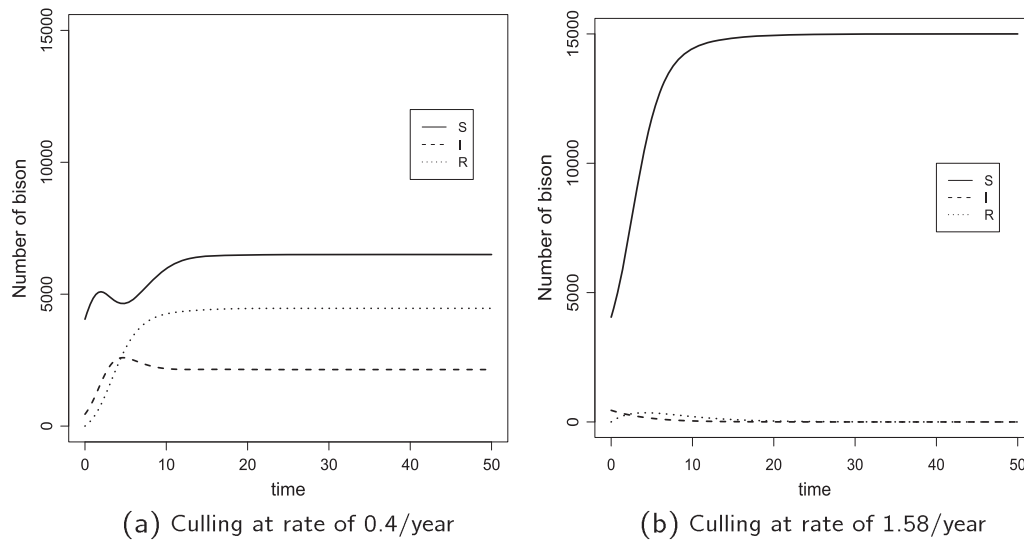 15000
10000
5000
0
Number of bison
S
I
R
0
10
20
30
40
50
time
(a) Culling at rate of 0.4/year
15000
10000
5000
0
Number of bison
S
I
R
0
10
20
30
40
50
time
(b) Culling at rate of 1.58/year